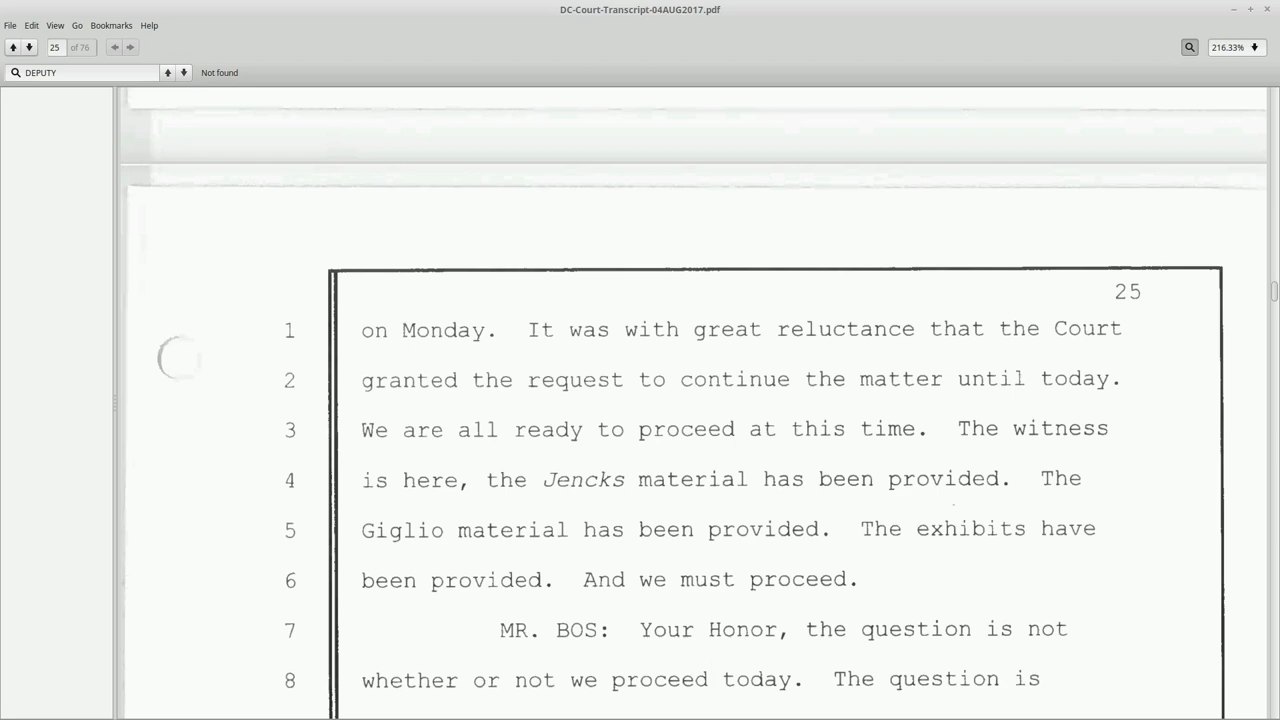 DC-Court-Transcript-04AUG2017.pdf
File Edit View Go Bookmarks Help
25 of 76 216.33%
DEPUTY Not found
25
1 on Monday. It was with great reluctance that the Court
2 granted the request to continue the matter until today.
3 We are all ready to proceed at this time. The witness
4 is here, the Jencks material has been provided. The
5 Giglio material has been provided. The exhibits have
6 been provided. And we must proceed.
7 MR. BOS: Your Honor, the question is not
8 whether or not we proceed today. The question is